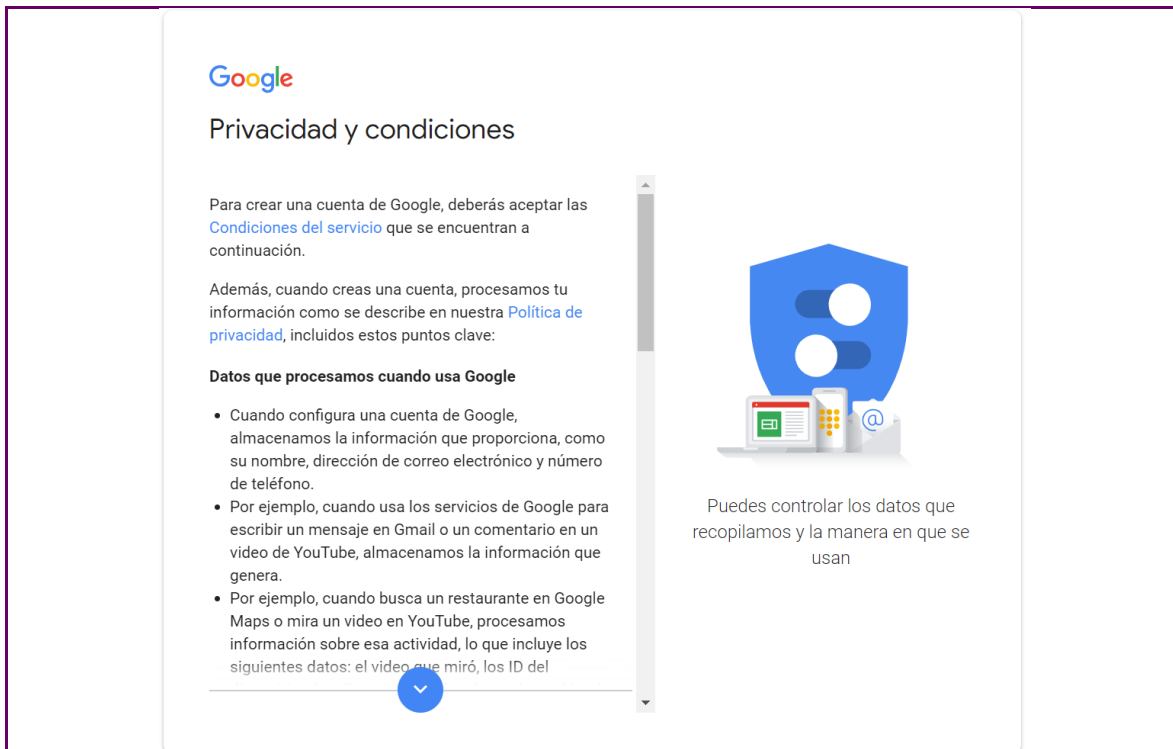 Google
Privacidad y condiciones
Para crear una cuenta de Google, deberás aceptar las
Condiciones del servicio que se encuentran a
continuación.
Además, cuando creas una cuenta, procesamos tu
información como se describe en nuestra Política de
privacidad, incluidos estos puntos clave:
Datos que procesamos cuando usa Google
• Cuando configura una cuenta de Google,
almacenamos la información que proporciona, como
su nombre, dirección de correo electrónico y número
de teléfono.
• Por ejemplo, cuando usa los servicios de Google para
escribir un mensaje en Gmail o un comentario en un
video de YouTube, almacenamos la información que
genera.
• Por ejemplo, cuando busca un restaurante en Google
Maps o mira un video en YouTube, procesamos
información sobre esa actividad, lo que incluye los
siguientes datos: el video que miró, los ID del
@
Puedes controlar los datos que
recopilamos y la manera en que se
usan